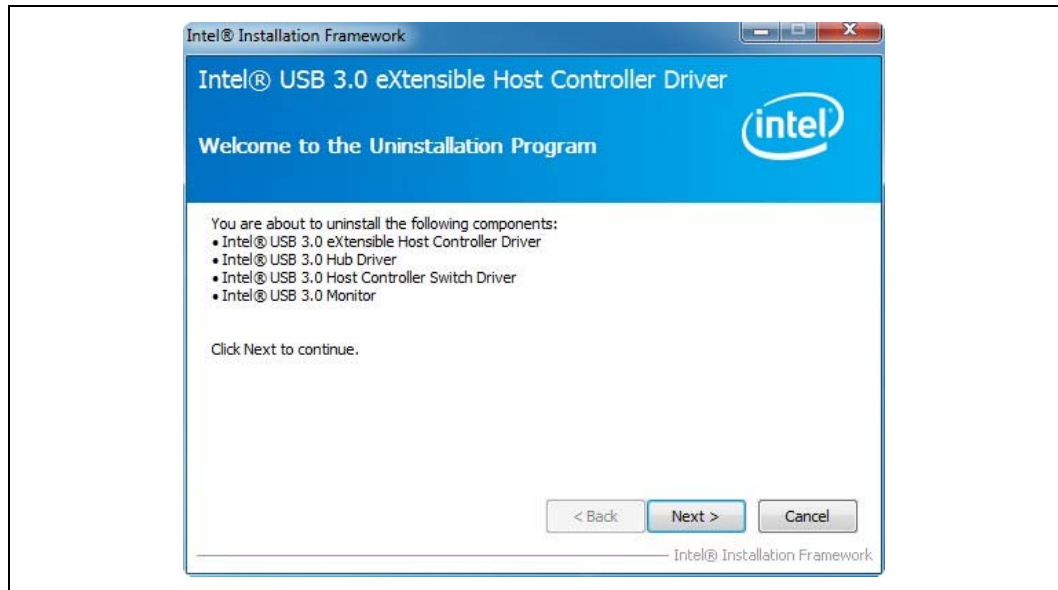 Intel® Installation Framework
Intel® USB 3.0 eXtensible Host Controller Driver
intel
Welcome to the Uninstallation Program
You are about to uninstall the following components:
• Intel® USB 3.0 eXtensible Host Controller Driver
• Intel® USB 3.0 Hub Driver
• Intel® USB 3.0 Host Controller Switch Driver
• Intel® USB 3.0 Monitor
Click Next to continue.
< Back Next > Cancel
Intel® Installation Framework